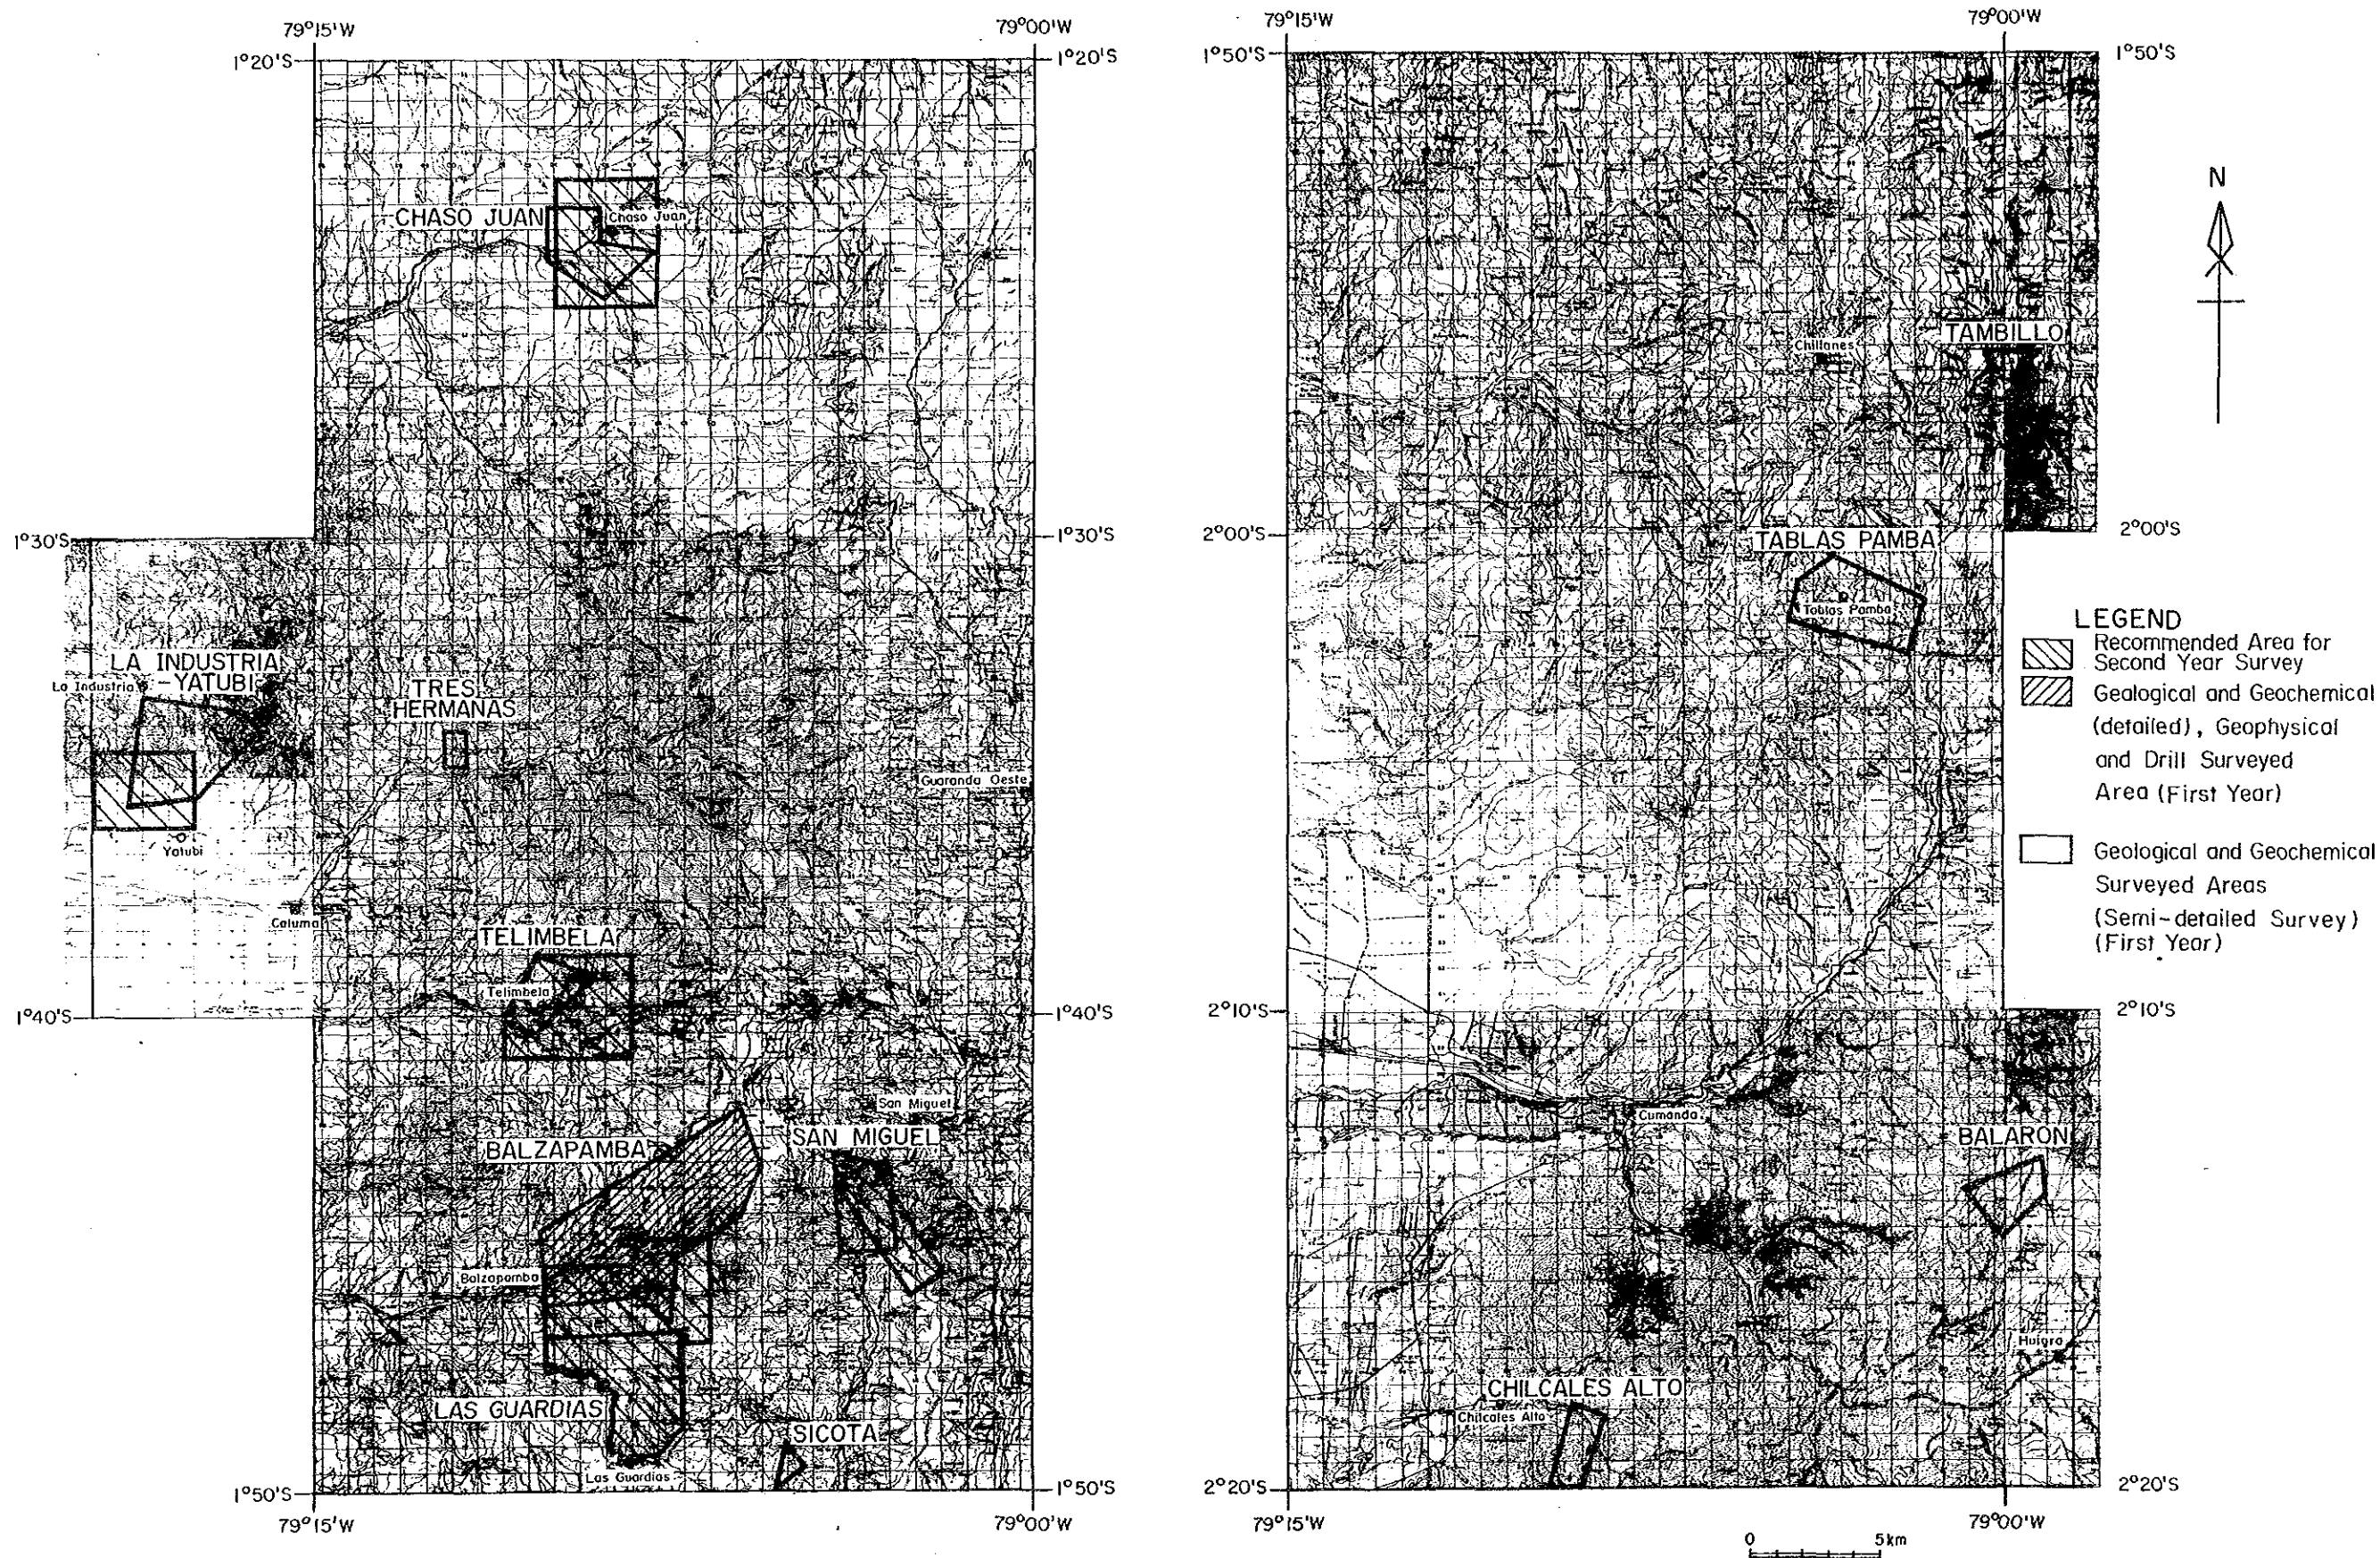 79°15'W
79°00'W
1°20'S
1°20'S
CHASO JUAN
Chaso Juan
1°30'S
1°30'S
LA INDUSTRIA
-YATUBI
La Industria
TRES
HERMANAS
Guaranda Oeste
Yatubi
Caluma
TELIMBELA
Telimbela
1°40'S
1°40'S
San Miguel
BALZAPAMBA
SAN MIGUEL
Balzapamba
LAS GUARDIAS
SICOTA
Las Guardias
1°50'S
1°50'S
79°15'W
79°00'W
79°15'W
79°00'W
1°50'S
1°50'S
N
TAMBILLO
Chillanes
2°00'S
2°00'S
TABLAS PAMBA
Tablas Pamba
LEGEND
Recommended Area for
Second Year Survey
Geological and Geochemical
(detailed), Geophysical
and Drill Surveyed
Area (First Year)
Geological and Geochemical
Surveyed Areas
(Semi-detailed Survey)
(First Year)
2°10'S
2°10'S
Cumanda
BALARON
Huigra
CHILCALES ALTO
Chilcales Alto
2°20'S
2°20'S
79°15'W
79°00'W
0 5km